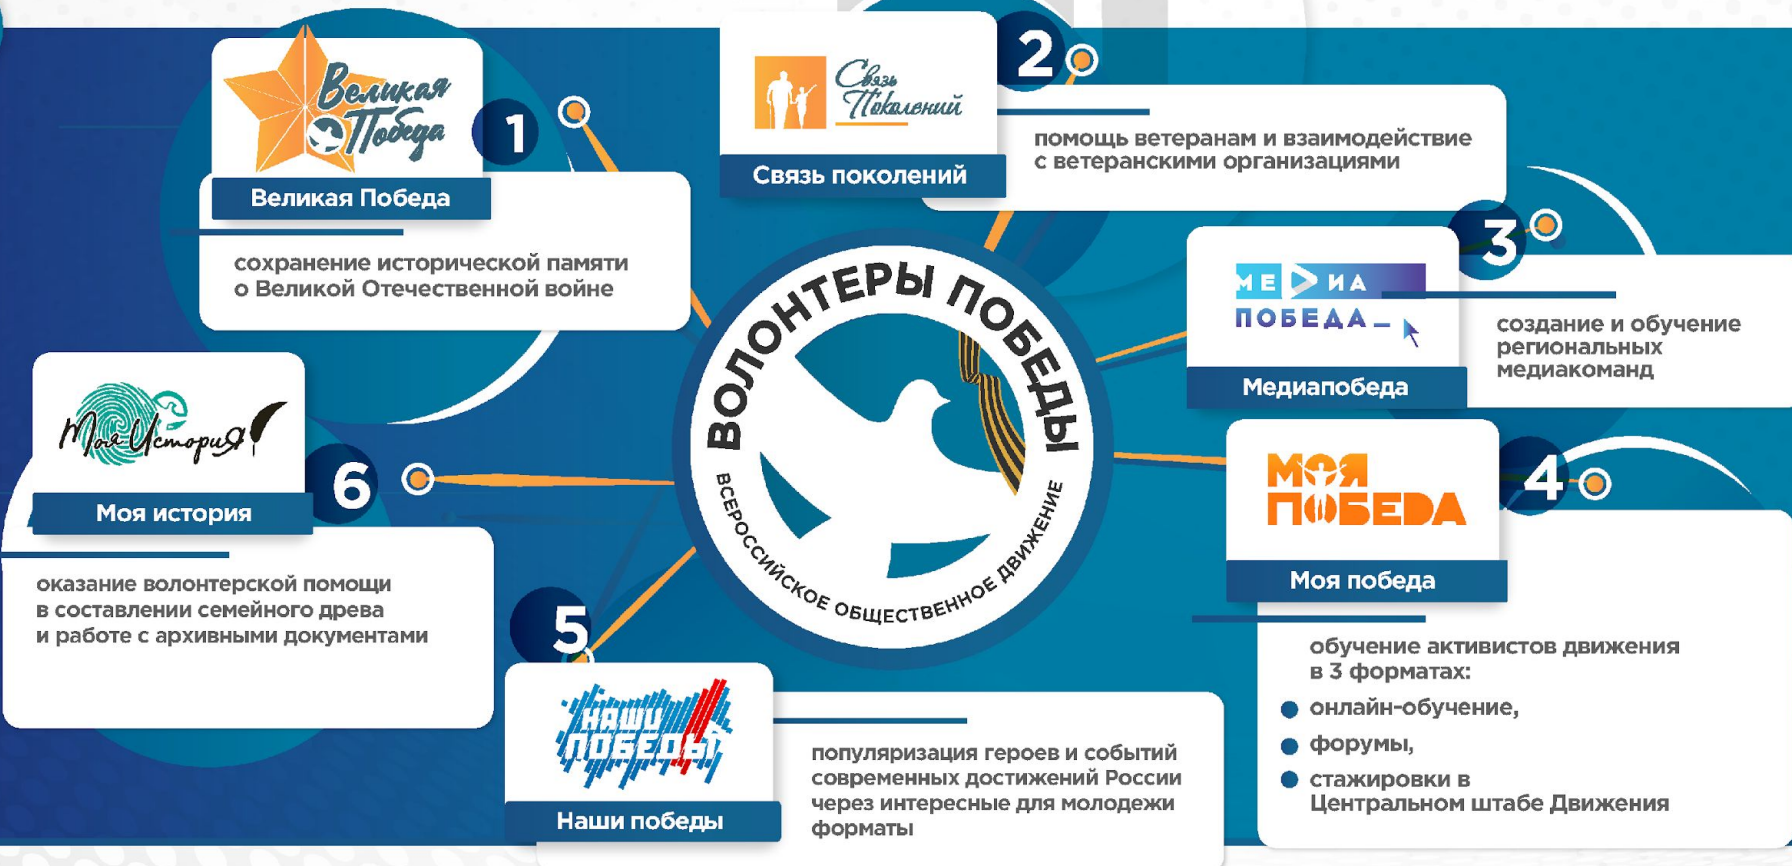 Великая
Победа
1
Великая Победа
сохранение исторической памяти
о Великой Отечественной войне
Связь
Поколений
2
Связь поколений
помощь ветеранам и взаимодействие
с ветеранскими организациями
МЕДИА
ПОБЕДА_
3
Медиапобеда
создание и обучение
региональных
медиакоманд
МОЯ
ПОБЕДА
4
Моя победа
обучение активистов движения
в 3 форматах:
онлайн-обучение,
форумы,
стажировки в
Центральном штабе Движения
НАШИ
ПОБЕДЫ
5
Наши победы
популяризация героев и событий
современных достижений России
через интересные для молодежи
форматы
Моя История
6
Моя история
оказание волонтерской помощи
в составлении семейного древа
и работе с архивными документами
ВОЛОНТЕРЫ ПОБЕДЫ
ВСЕРОССИЙСКОЕ ОБЩЕСТВЕННОЕ ДВИЖЕНИЕ